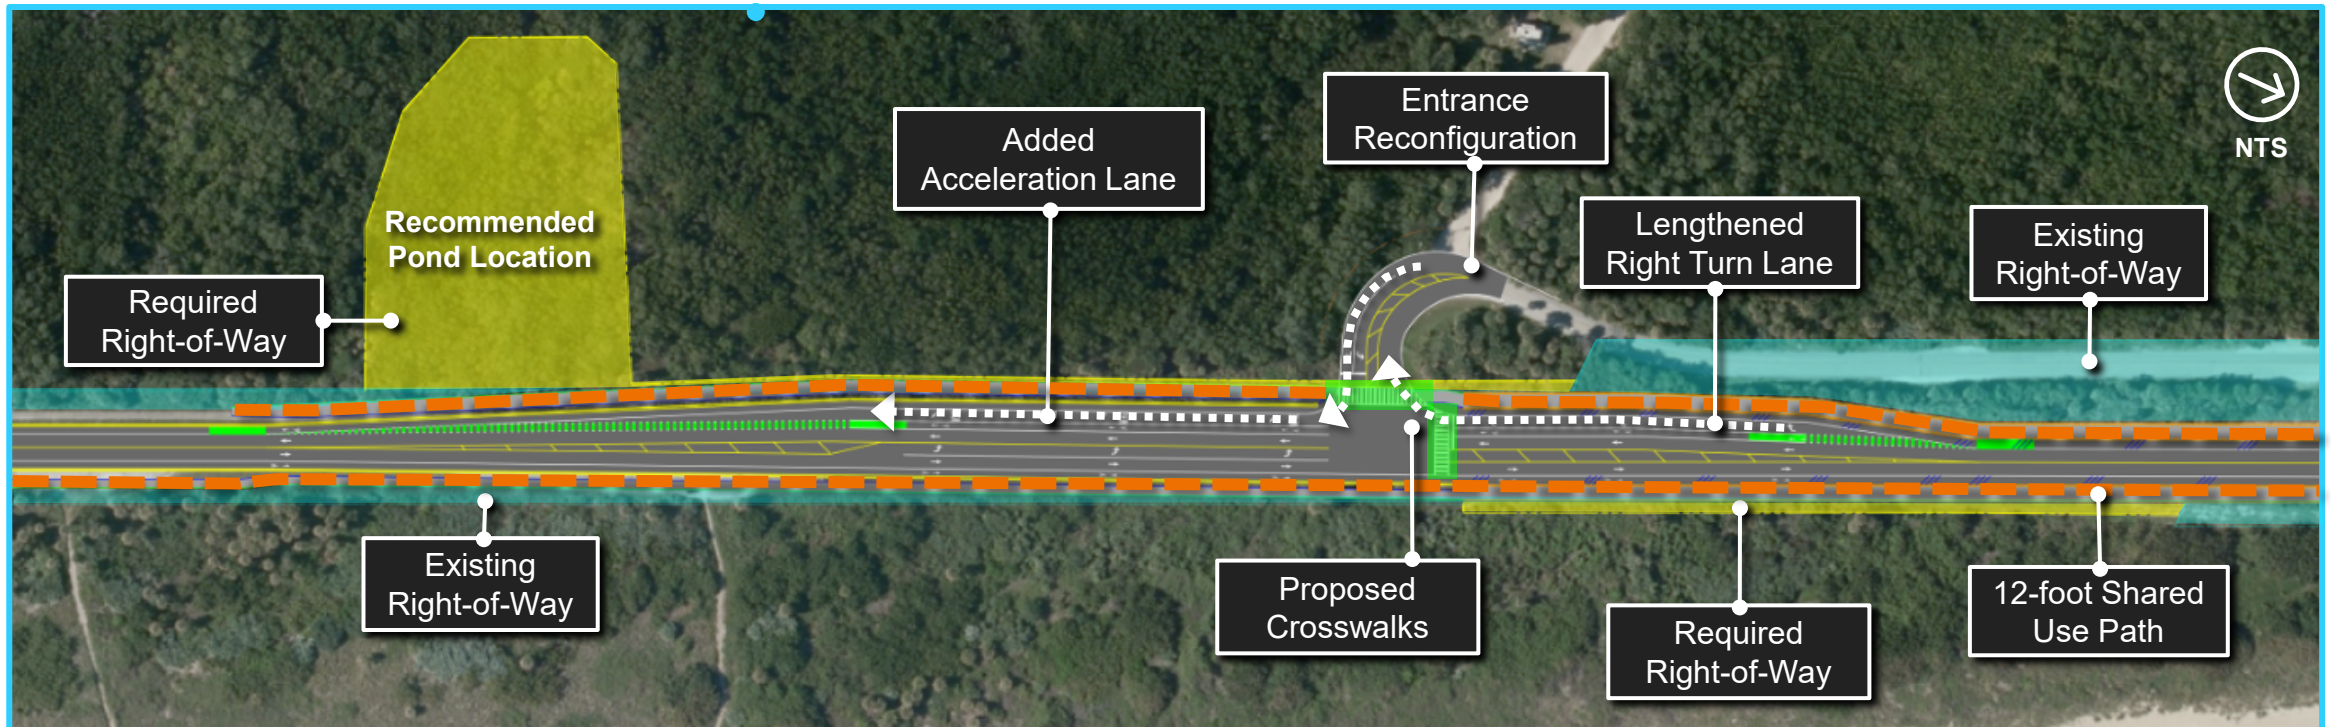 Entrance
Reconfiguration
Added
Acceleration Lane
NTS
Recommended
Pond Location
Lengthened
Right Turn Lane
Existing
Right-of-Way
Required
Right-of-Way
Existing
Right-of-Way
Proposed
Crosswalks
Required
Right-of-Way
12-foot Shared
Use Path